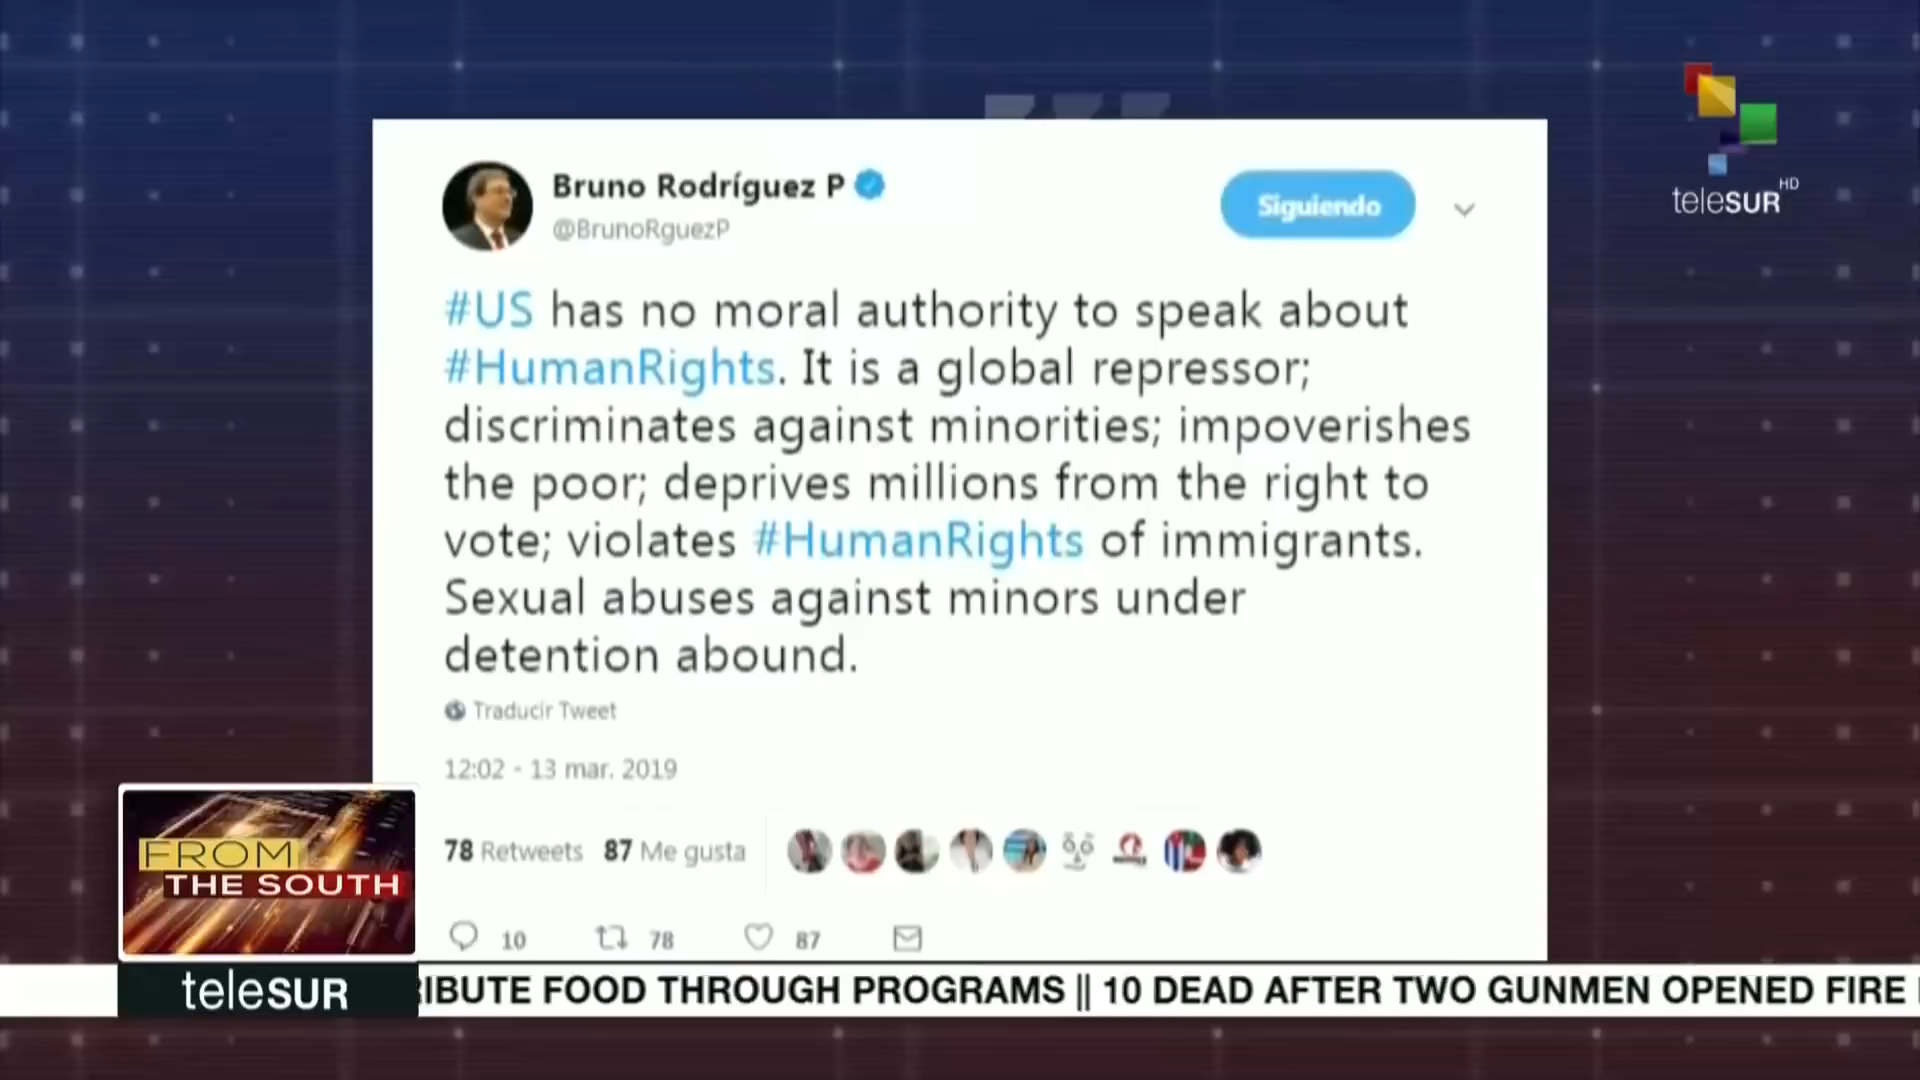 HD
teleSUR
Bruno Rodríguez P
@BrunoRguezP
Siguiendo
#US has no moral authority to speak about
#HumanRights. It is a global repressor;
discriminates against minorities; impoverishes
the poor; deprives millions from the right to
vote; violates #HumanRights of immigrants.
Sexual abuses against minors under
detention abound.
Traducir Tweet
12:02 - 13 mar. 2019
78 Retweets 87 Me gusta
10 78 87
FROM
THE SOUTH
teleSUR
IBUTE FOOD THROUGH PROGRAMS || 10 DEAD AFTER TWO GUNMEN OPENED FIRE